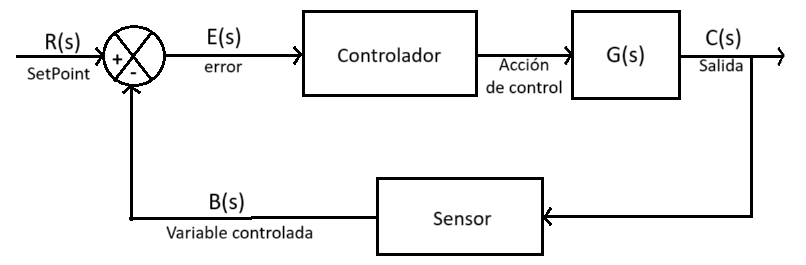 R(s)
SetPoint
+
-
E(s)
error
Controlador
Acción
de control
G(s)
C(s)
Salida
B(s)
Variable controlada
Sensor